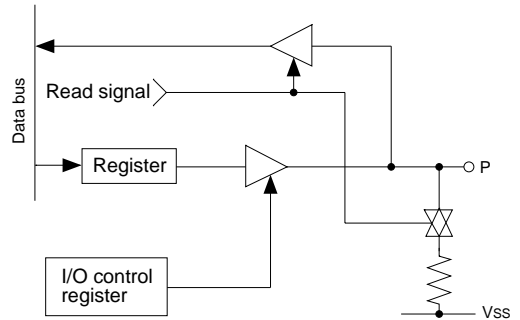 Data bus
Read signal
Register
P
I/O control
register
Vss